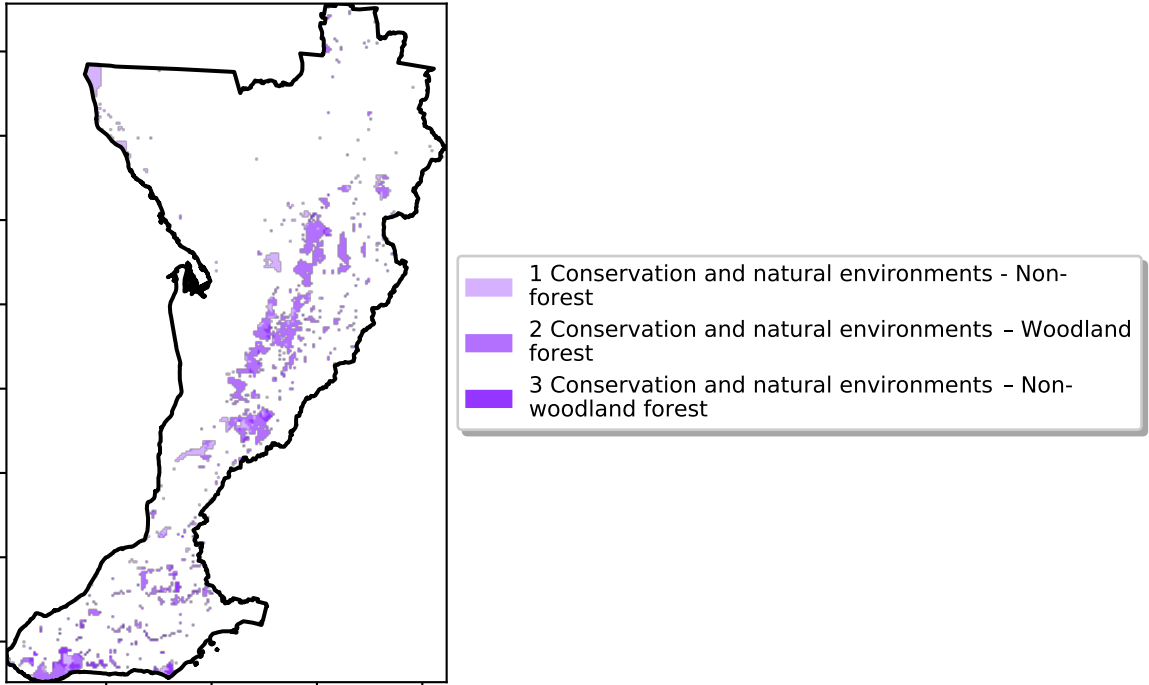 1 Conservation and natural environments - Non-
forest
2 Conservation and natural environments – Woodland
forest
3 Conservation and natural environments – Non-
woodland forest